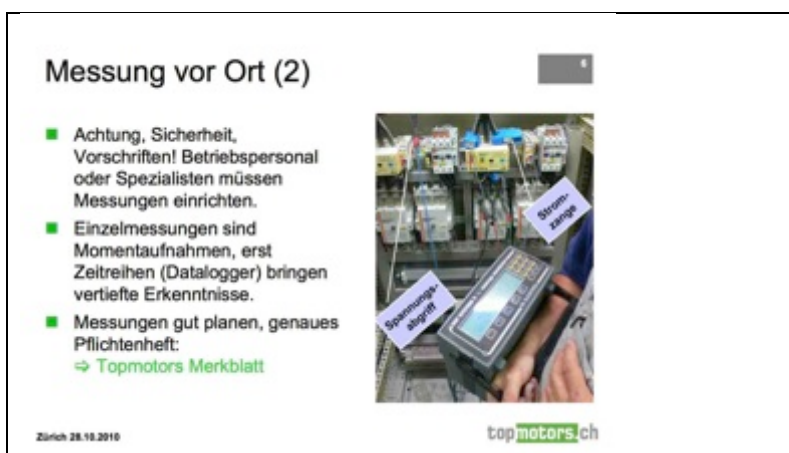 Messung vor Ort (2)
6
Achtung, Sicherheit,
Vorschriften! Betriebspersonal
oder Spezialisten müssen
Messungen einrichten.
Einzelmessungen sind
Momentaufnahmen, erst
Zeitreihen (Datalogger) bringen
vertiefte Erkenntnisse.
Messungen gut planen, genaues
Pflichtenheft:
⇨ Topmotors Merkblatt
Strom-
zange
Spannungs-
abgriff
Zürich 28.10.2010
topmotors.ch